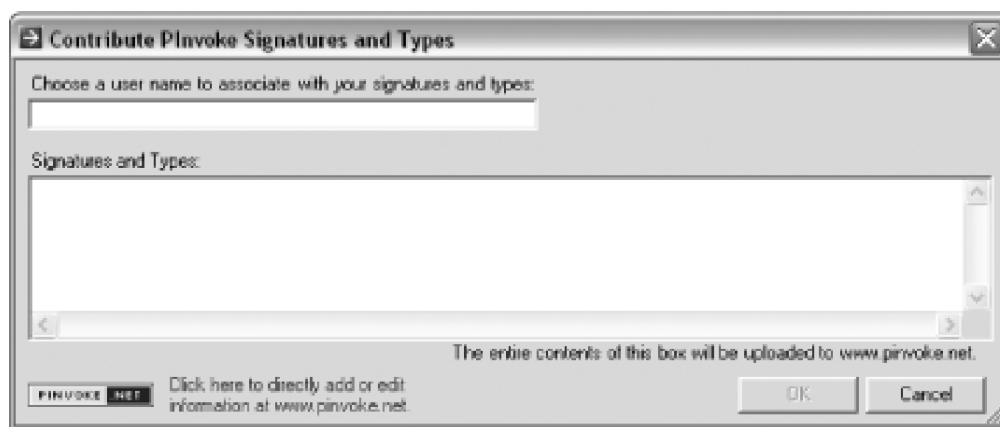 Contribute PInvoke Signatures and Types
Choose a user name to associate with your signatures and types:
Signatures and Types:
The entire contents of this box will be uploaded to www.pinvoke.net.
PINVOKE .NET
Click here to directly add or edit
information at www.pinvoke.net.
OK
Cancel